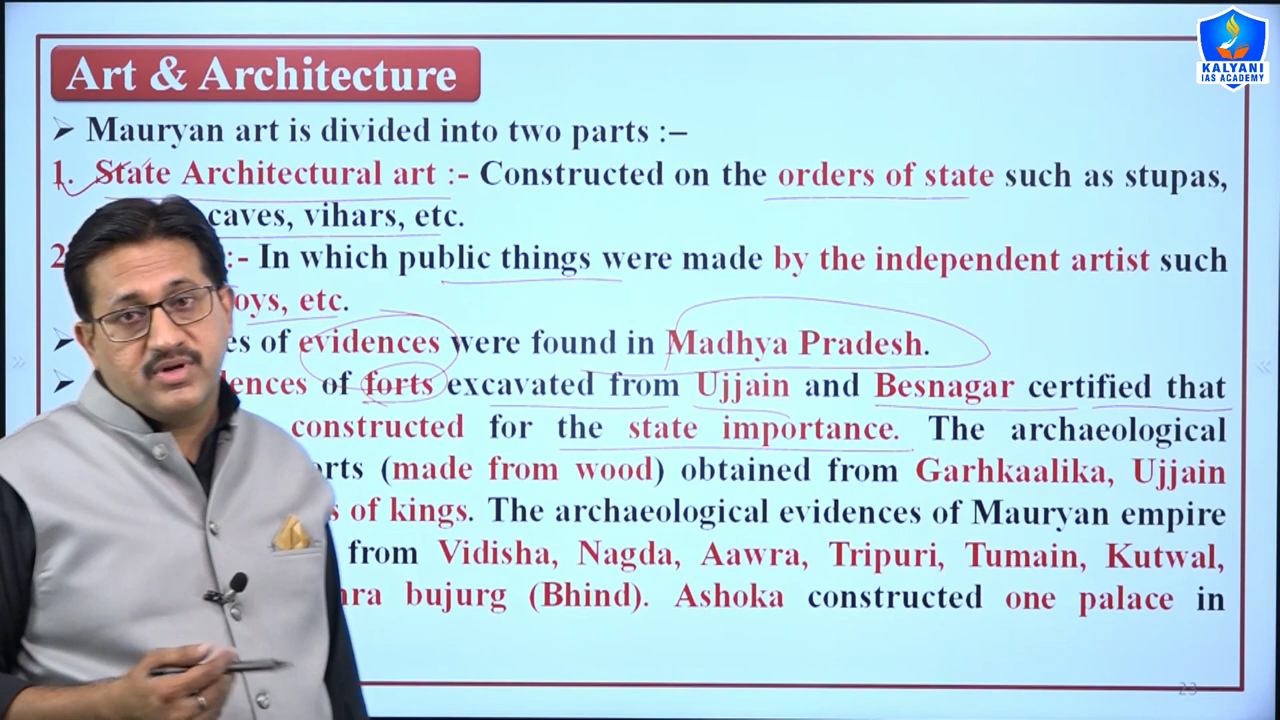 KALYANI
IAS ACADEMY
Art & Architecture
➢ Mauryan art is divided into two parts :–
1. State Architectural art :- Constructed on the orders of state such as stupas,
caves, vihars, etc.
2 :- In which public things were made by the independent artist such
oys, etc.
➢ es of evidences were found in Madhya Pradesh.
➢ dences of forts excavated from Ujjain and Besnagar certified that
constructed for the state importance. The archaeological
orts (made from wood) obtained from Garhkaalika, Ujjain
s of kings. The archaeological evidences of Mauryan empire
from Vidisha, Nagda, Aawra, Tripuri, Tumain, Kutwal,
bujurg (Bhind). Ashoka constructed one palace in
23